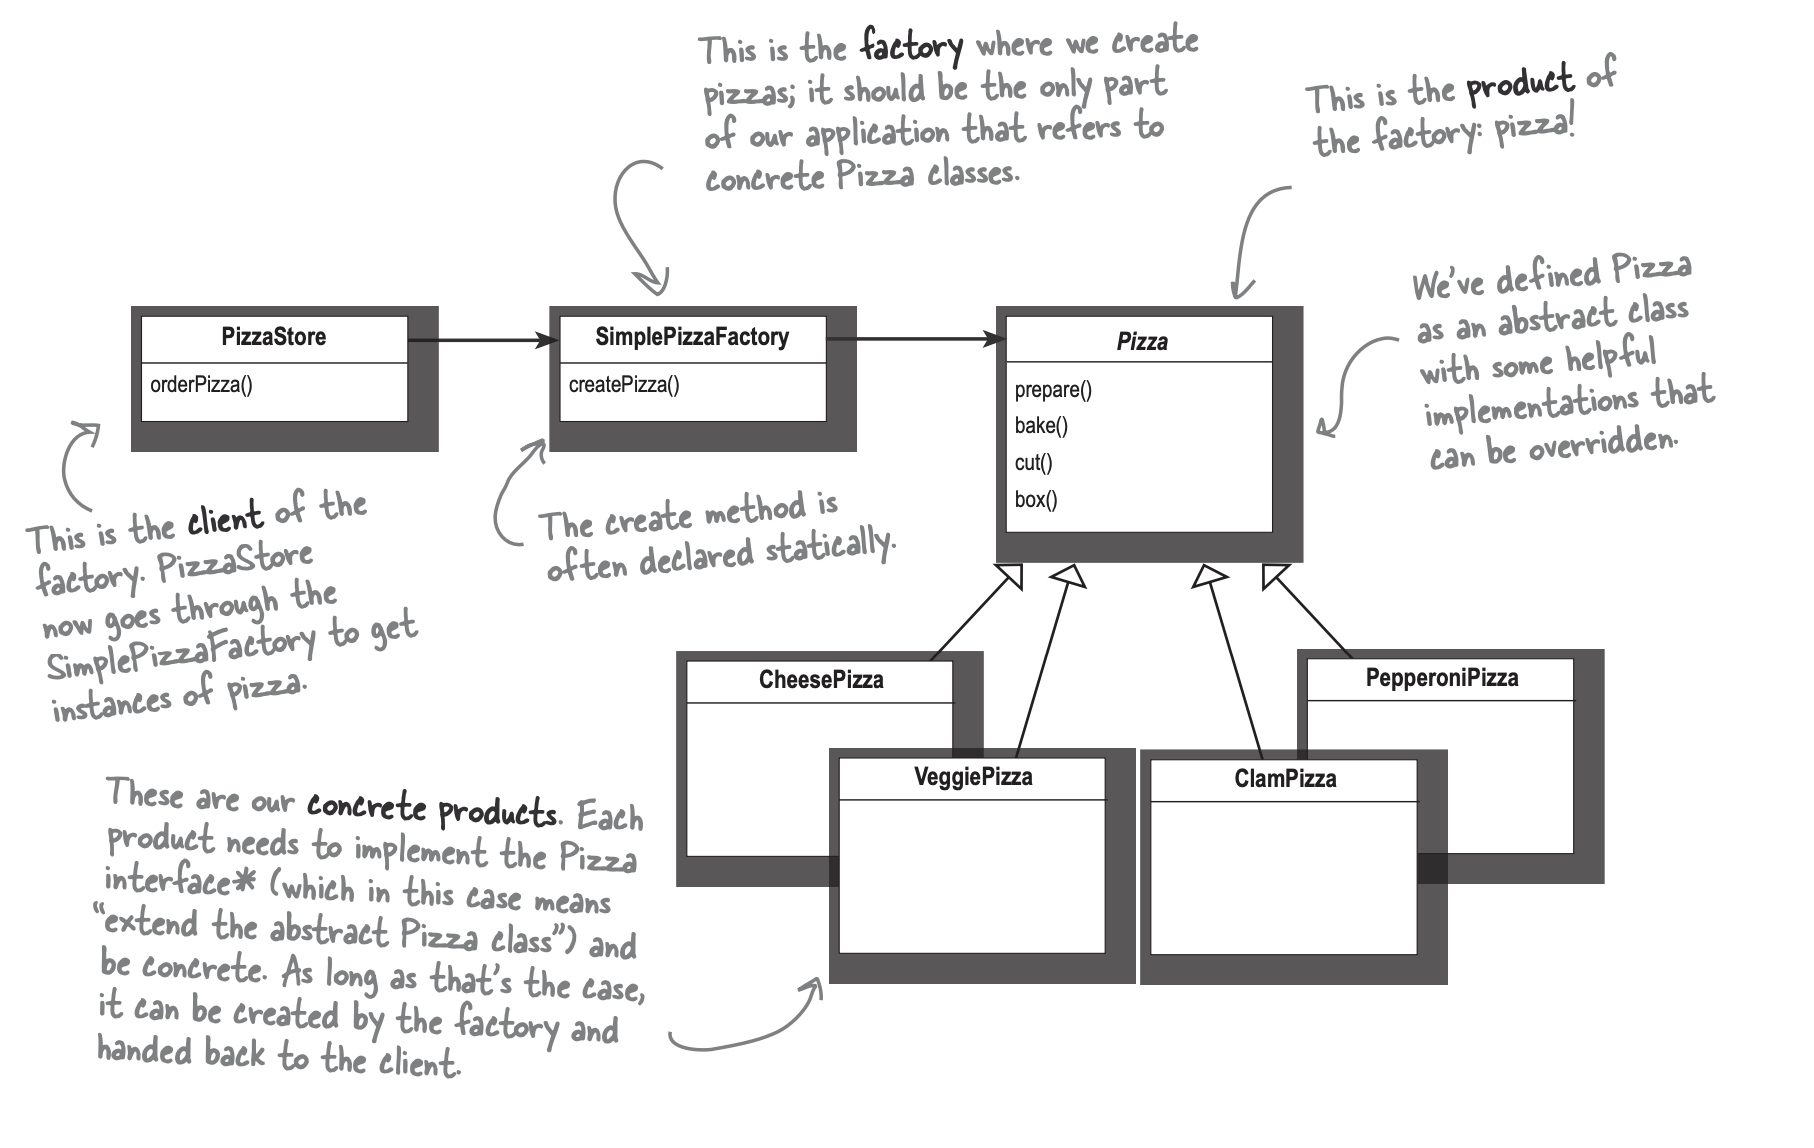 This is the factory where we create
pizzas; it should be the only part
of our application that refers to
concrete Pizza classes.
This is the product of
the factory: pizza!
We've defined Pizza
as an abstract class
with some helpful
implementations that
can be overridden.
PizzaStore
orderPizza()
SimplePizzaFactory
createPizza()
Pizza
prepare()
bake()
cut()
box()
This is the client of the
factory. PizzaStore
now goes through the
SimplePizzaFactory to get
instances of pizza.
The create method is
often declared statically.
CheesePizza
VeggiePizza
ClamPizza
PepperoniPizza
These are our concrete products. Each
product needs to implement the Pizza
interface* (which in this case means
“extend the abstract Pizza class”) and
be concrete. As long as that's the case,
it can be created by the factory and
handed back to the client.